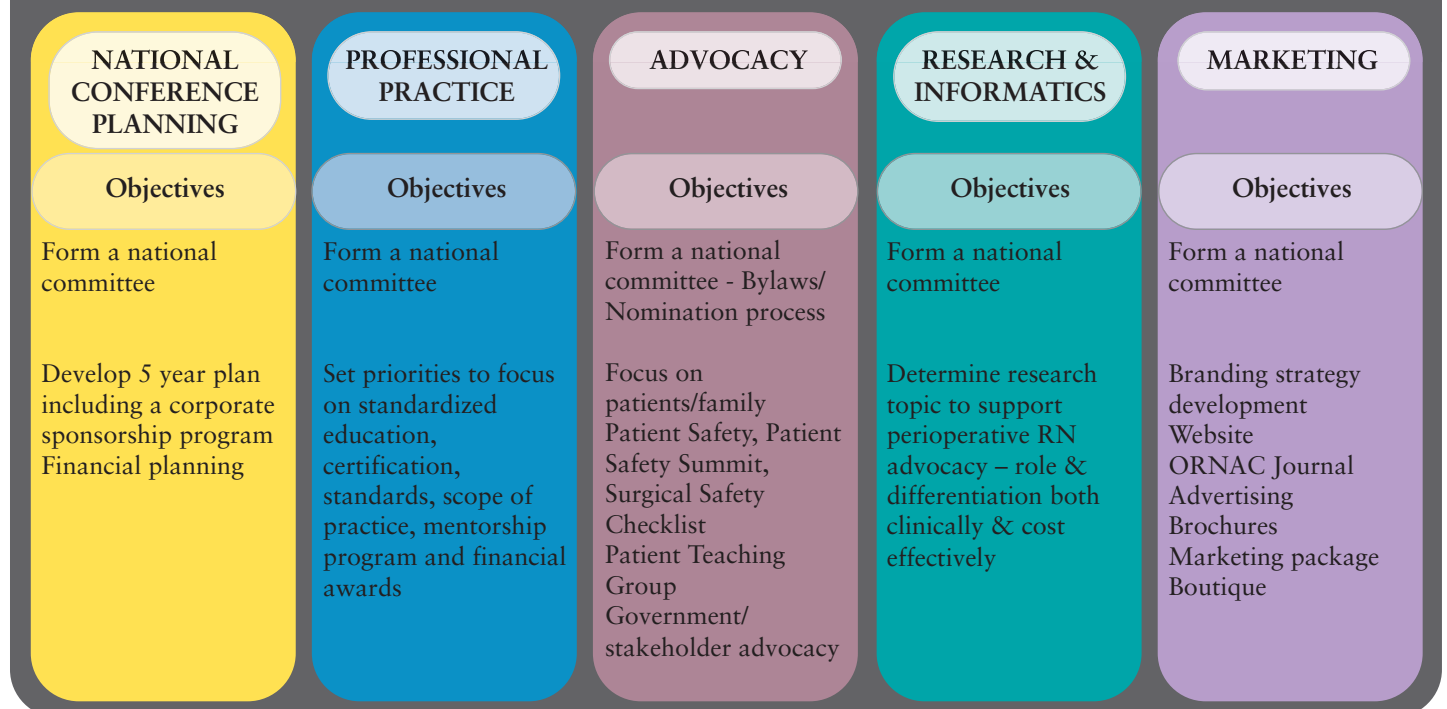 NATIONAL
CONFERENCE
PLANNING
Objectives
Form a national
committee
Develop 5 year plan
including a corporate
sponsorship program
Financial planning
PROFESSIONAL
PRACTICE
Objectives
Form a national
committee
Set priorities to focus
on standardized
education,
certification,
standards, scope of
practice, mentorship
program and financial
awards
ADVOCACY
Objectives
Form a national
committee - Bylaws/
Nomination process
Focus on
patients/family
Patient Safety, Patient
Safety Summit,
Surgical Safety
Checklist
Patient Teaching
Group
Government/
stakeholder advocacy
RESEARCH &
INFORMATICS
Objectives
Form a national
committee
Determine research
topic to support
perioperative RN
advocacy – role &
differentiation both
clinically & cost
effectively
MARKETING
Objectives
Form a national
committee
Branding strategy
development
Website
ORNAC Journal
Advertising
Brochures
Marketing package
Boutique